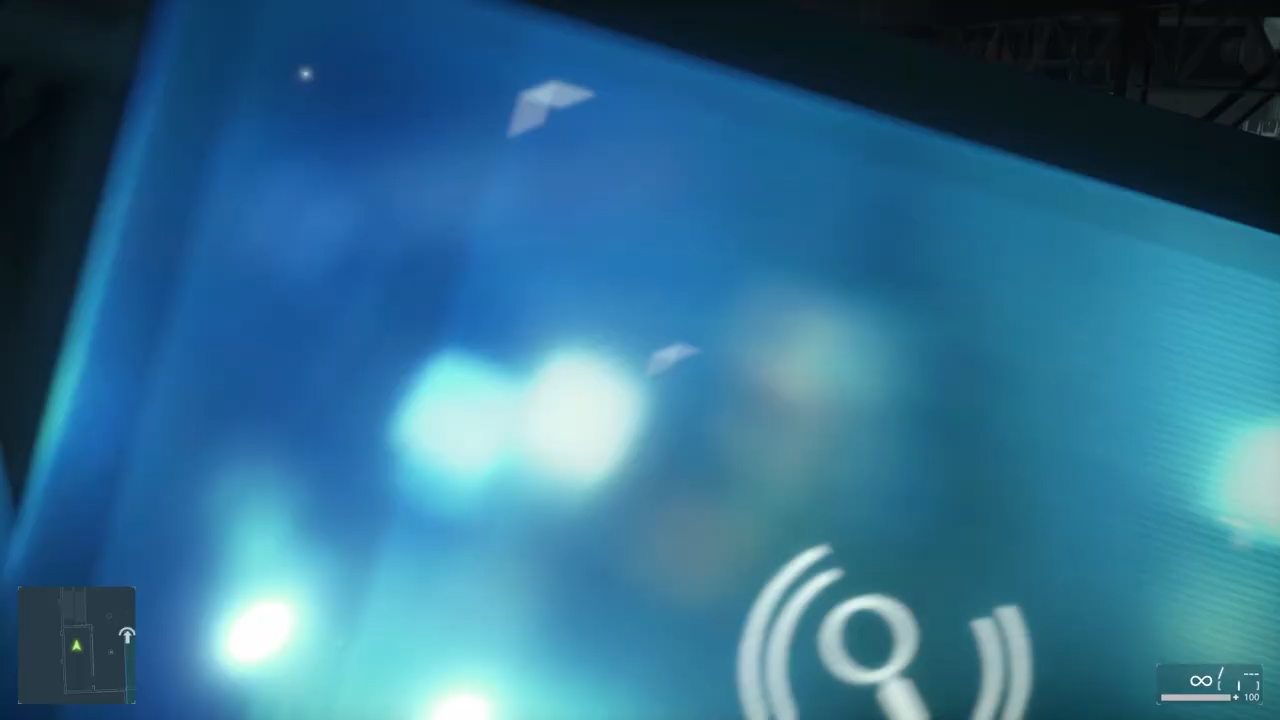 ∞ / ---
+ 100